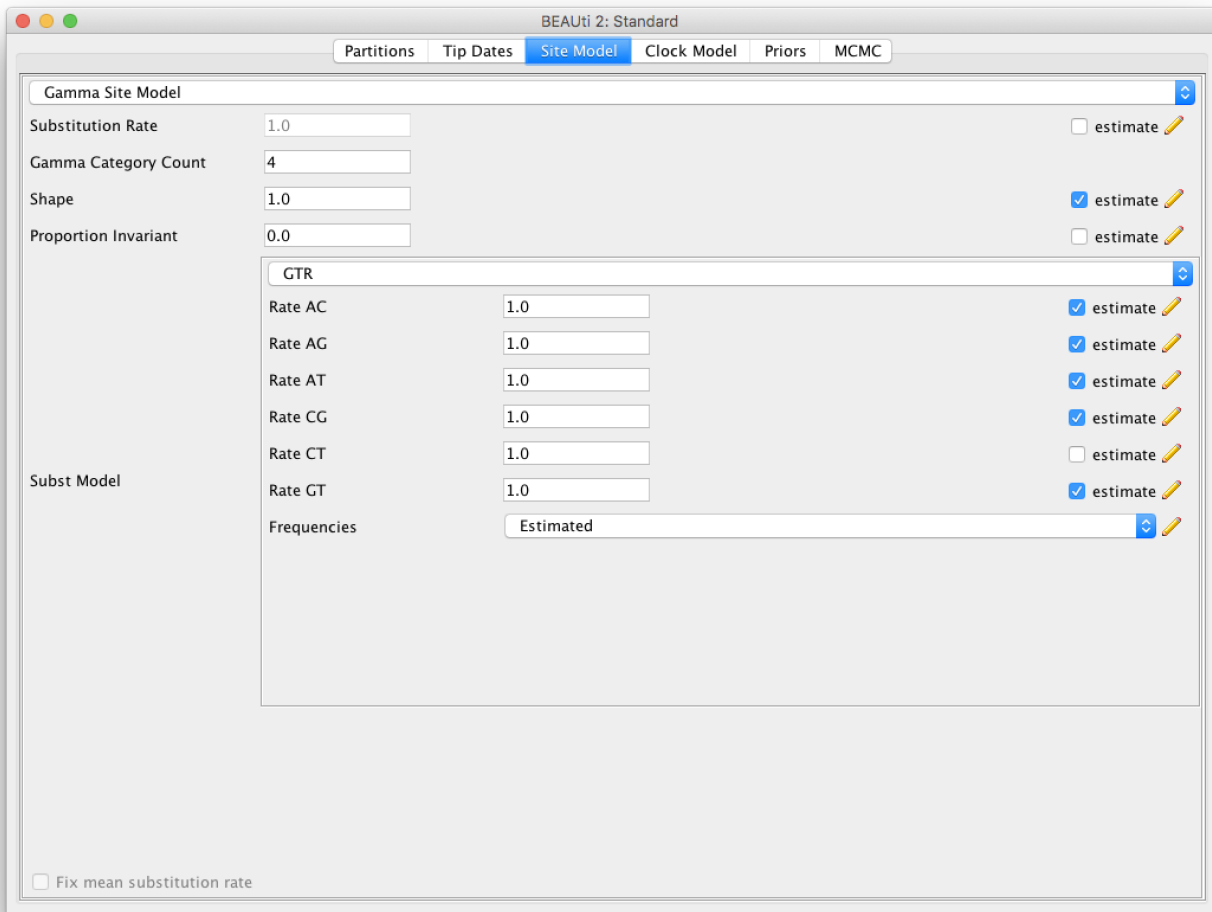 BEAUti 2: Standard
Partitions Tip Dates Site Model Clock Model Priors MCMC
Gamma Site Model
Substitution Rate 1.0 estimate
Gamma Category Count 4
Shape 1.0 estimate
Proportion Invariant 0.0 estimate
GTR
Rate AC 1.0 estimate
Rate AG 1.0 estimate
Rate AT 1.0 estimate
Rate CG 1.0 estimate
Rate CT 1.0 estimate
Subst Model
Rate GT 1.0 estimate
Frequencies Estimated
Fix mean substitution rate